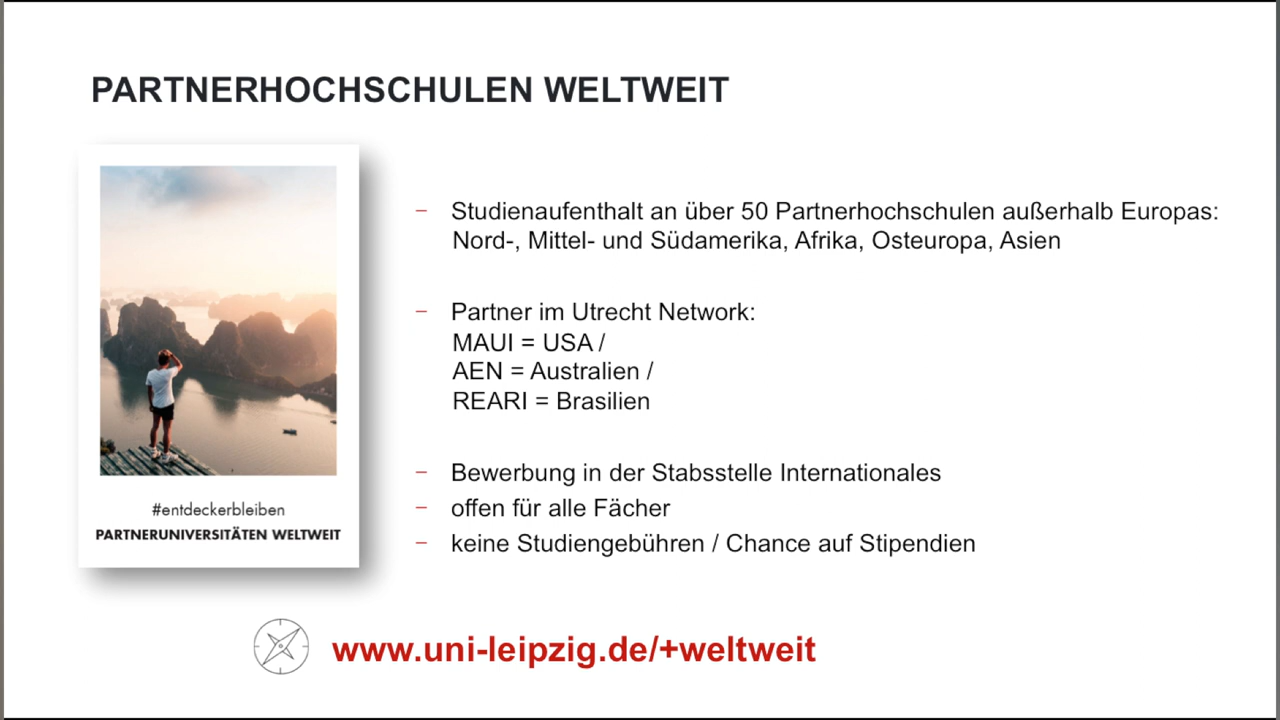 PARTNERHOCHSCHULEN WELTWEIT
#entdeckerbleiben
PARTNERUNIVERSITÄTEN WELTWEIT
– Studienaufenthalt an über 50 Partnerhochschulen außerhalb Europas:
Nord-, Mittel- und Südamerika, Afrika, Osteuropa, Asien
– Partner im Utrecht Network:
MAUI = USA /
AEN = Australien /
REARI = Brasilien
– Bewerbung in der Stabsstelle Internationales
– offen für alle Fächer
– keine Studiengebühren / Chance auf Stipendien
www.uni-leipzig.de/+weltweit